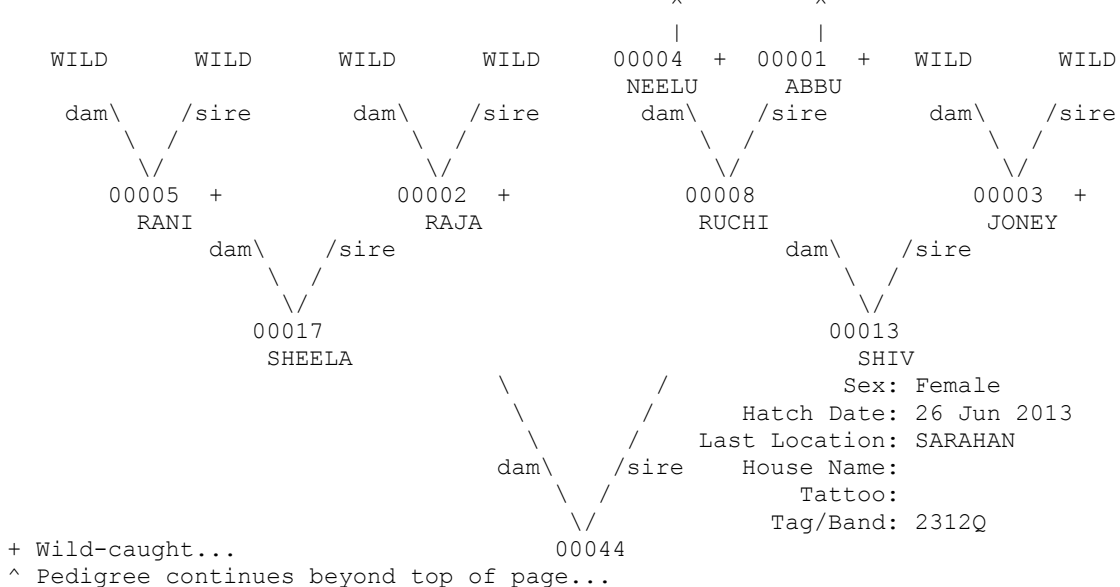 ^ ^
| |
WILD WILD WILD WILD 00004 + 00001 + WILD WILD
NEELU ABBU
dam\ /sire dam\ /sire dam\ /sire dam\ /sire
\ / \ / \ / \ /
\/ \/ \/ \/
00005 + 00002 + 00008 00003 +
RANI RAJA RUCHI JONEY
dam\ /sire dam\ /sire
\ / \ /
\/ \/
00017 00013
SHEELA SHIV
\ / Sex: Female
\ / Hatch Date: 26 Jun 2013
\ / Last Location: SARAHAN
dam\ /sire House Name:
\ / Tattoo:
\/ Tag/Band: 2312Q
+ Wild-caught... 00044
^ Pedigree continues beyond top of page...